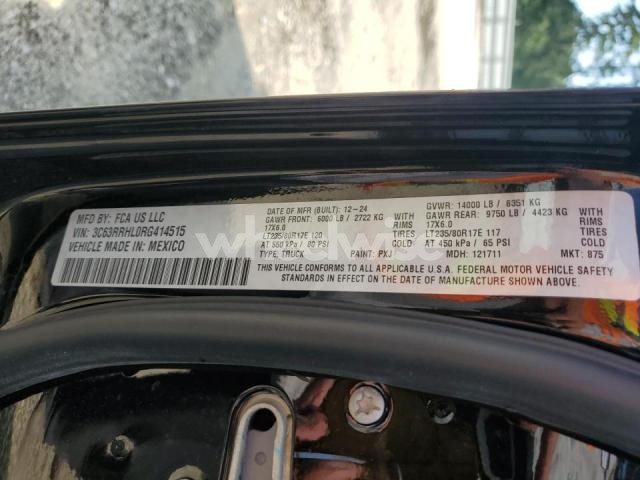 MFD BY: FCA US LLC
VIN: 3C63RRHL0RG414515
VEHICLE MADE IN: MEXICO
DATE OF MFR (BUILT): 12-24
GAWR FRONT: 6000 LB / 2722 KG WITH
17X6.0 RIMS
LT235/80R17E 120 TIRES
AT 550 kPa / 80 PSI COLD
TYPE: TRUCK PAINT: PXJ
GVWR: 14000 LB / 6351 KG
GAWR REAR: 9750 LB / 4423 KG WITH
17X6.0 RIMS
LT235/80R17E 117 TIRES
AT 450 kPa / 65 PSI COLD
MDH: 121711 MKT: 875
THIS VEHICLE CONFORMS TO ALL APPLICABLE U.S.A. FEDERAL MOTOR VEHICLE SAFETY
STANDARDS IN EFFECT ON THE DATE OF MANUFACTURE SHOWN ABOVE.